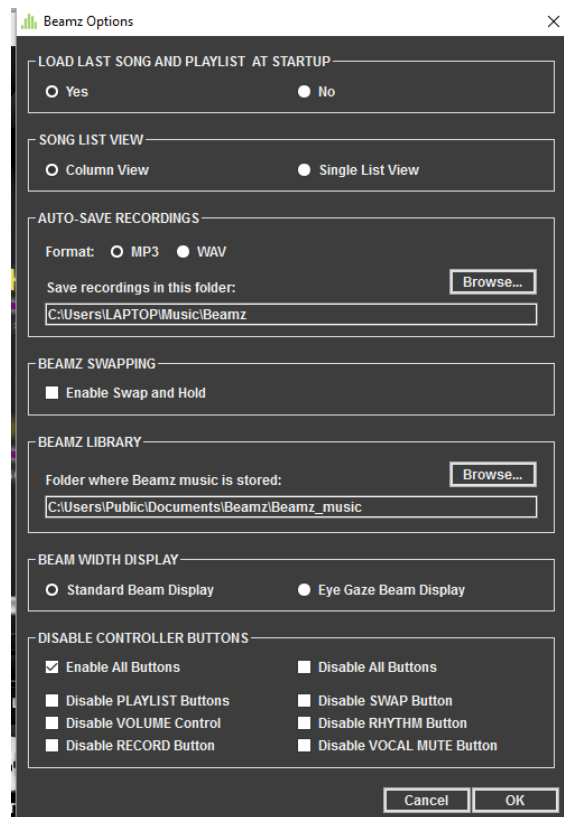 Beamz Options
LOAD LAST SONG AND PLAYLIST AT STARTUP
Yes No
SONG LIST VIEW
Column View Single List View
AUTO-SAVE RECORDINGS
Format: MP3 WAV
Save recordings in this folder: Browse...
C:\Users\LAPTOP\Music\Beamz
BEAMZ SWAPPING
Enable Swap and Hold
BEAMZ LIBRARY
Folder where Beamz music is stored: Browse...
C:\Users\Public\Documents\Beamz\Beamz_music
BEAM WIDTH DISPLAY
Standard Beam Display Eye Gaze Beam Display
DISABLE CONTROLLER BUTTONS
Enable All Buttons Disable All Buttons
Disable PLAYLIST Buttons Disable SWAP Button
Disable VOLUME Control Disable RHYTHM Button
Disable RECORD Button Disable VOCAL MUTE Button
Cancel OK